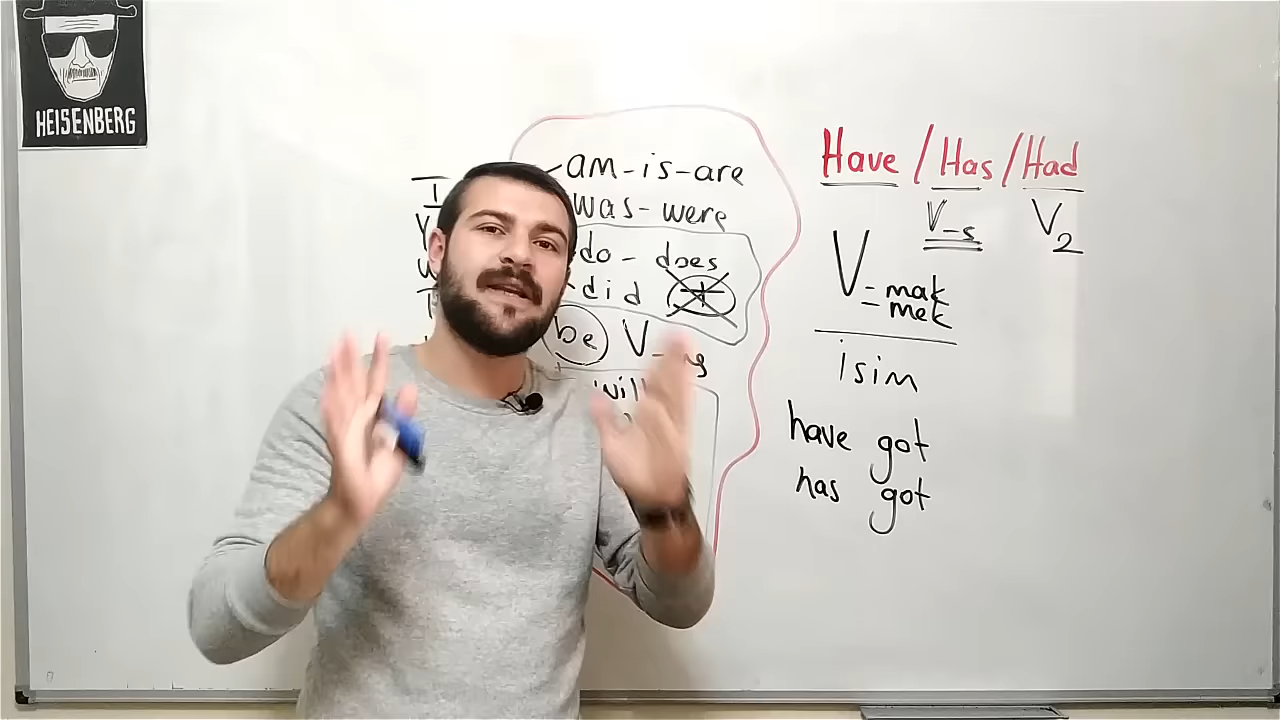 HEISENBERG
am-is-are
was-were
do - does
did +
be V
I
Have / Has / Had
V-s
V2
V -mak
-mek
isim
have got
has got